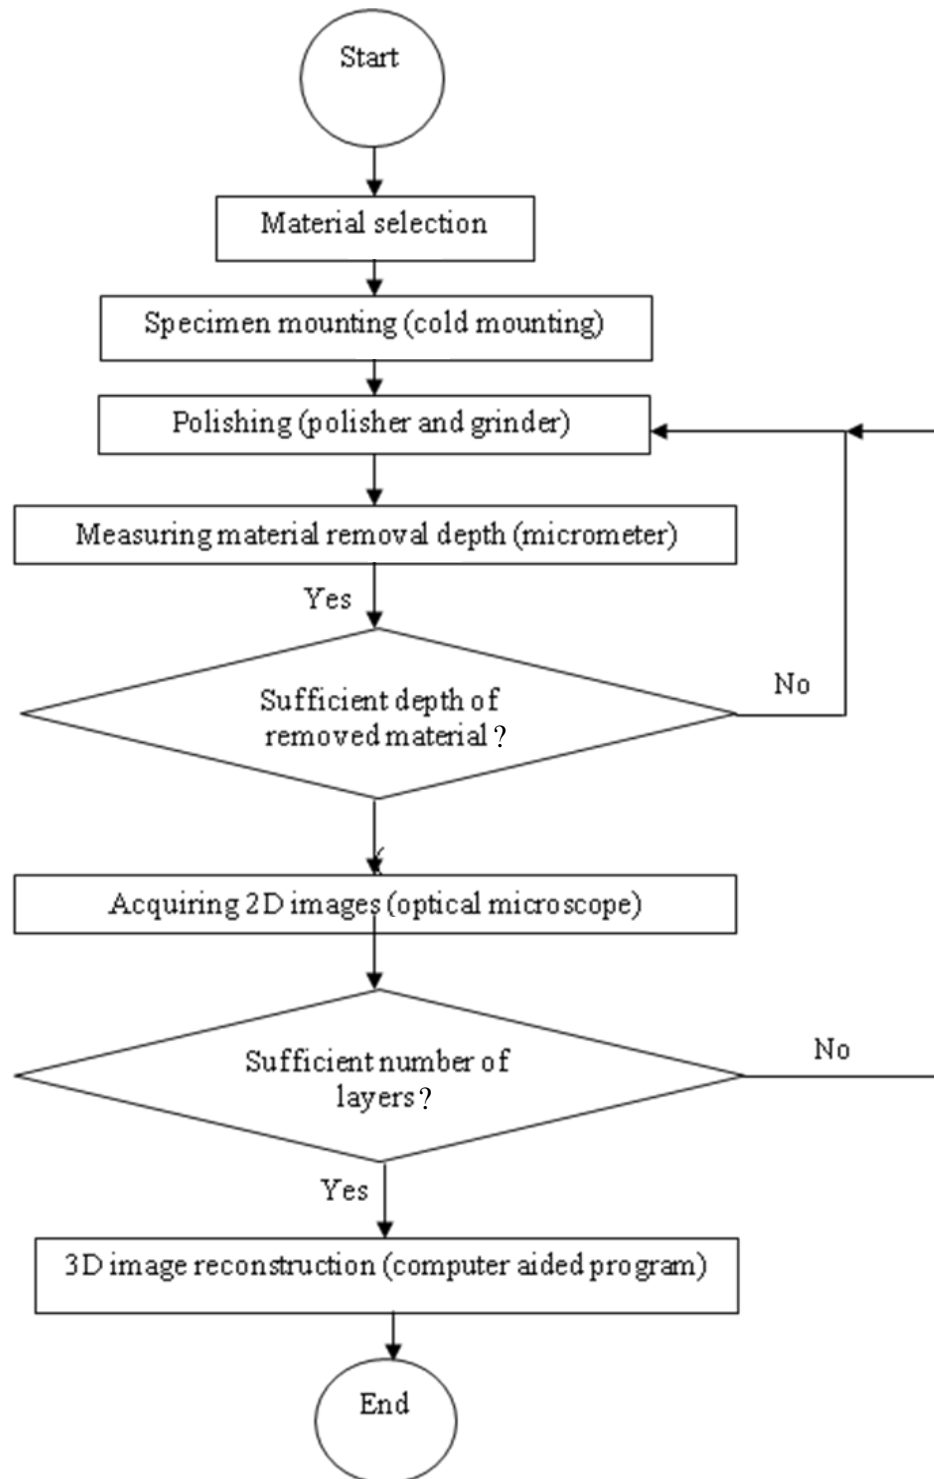 Start
Material selection
Specimen mounting (cold mounting)
Polishing (polisher and grinder)
Measuring material removal depth (micrometer)
Yes
Sufficient depth of
removed material?
No
Acquiring 2D images (optical microscope)
Sufficient number of
layers?
No
Yes
3D image reconstruction (computer aided program)
End